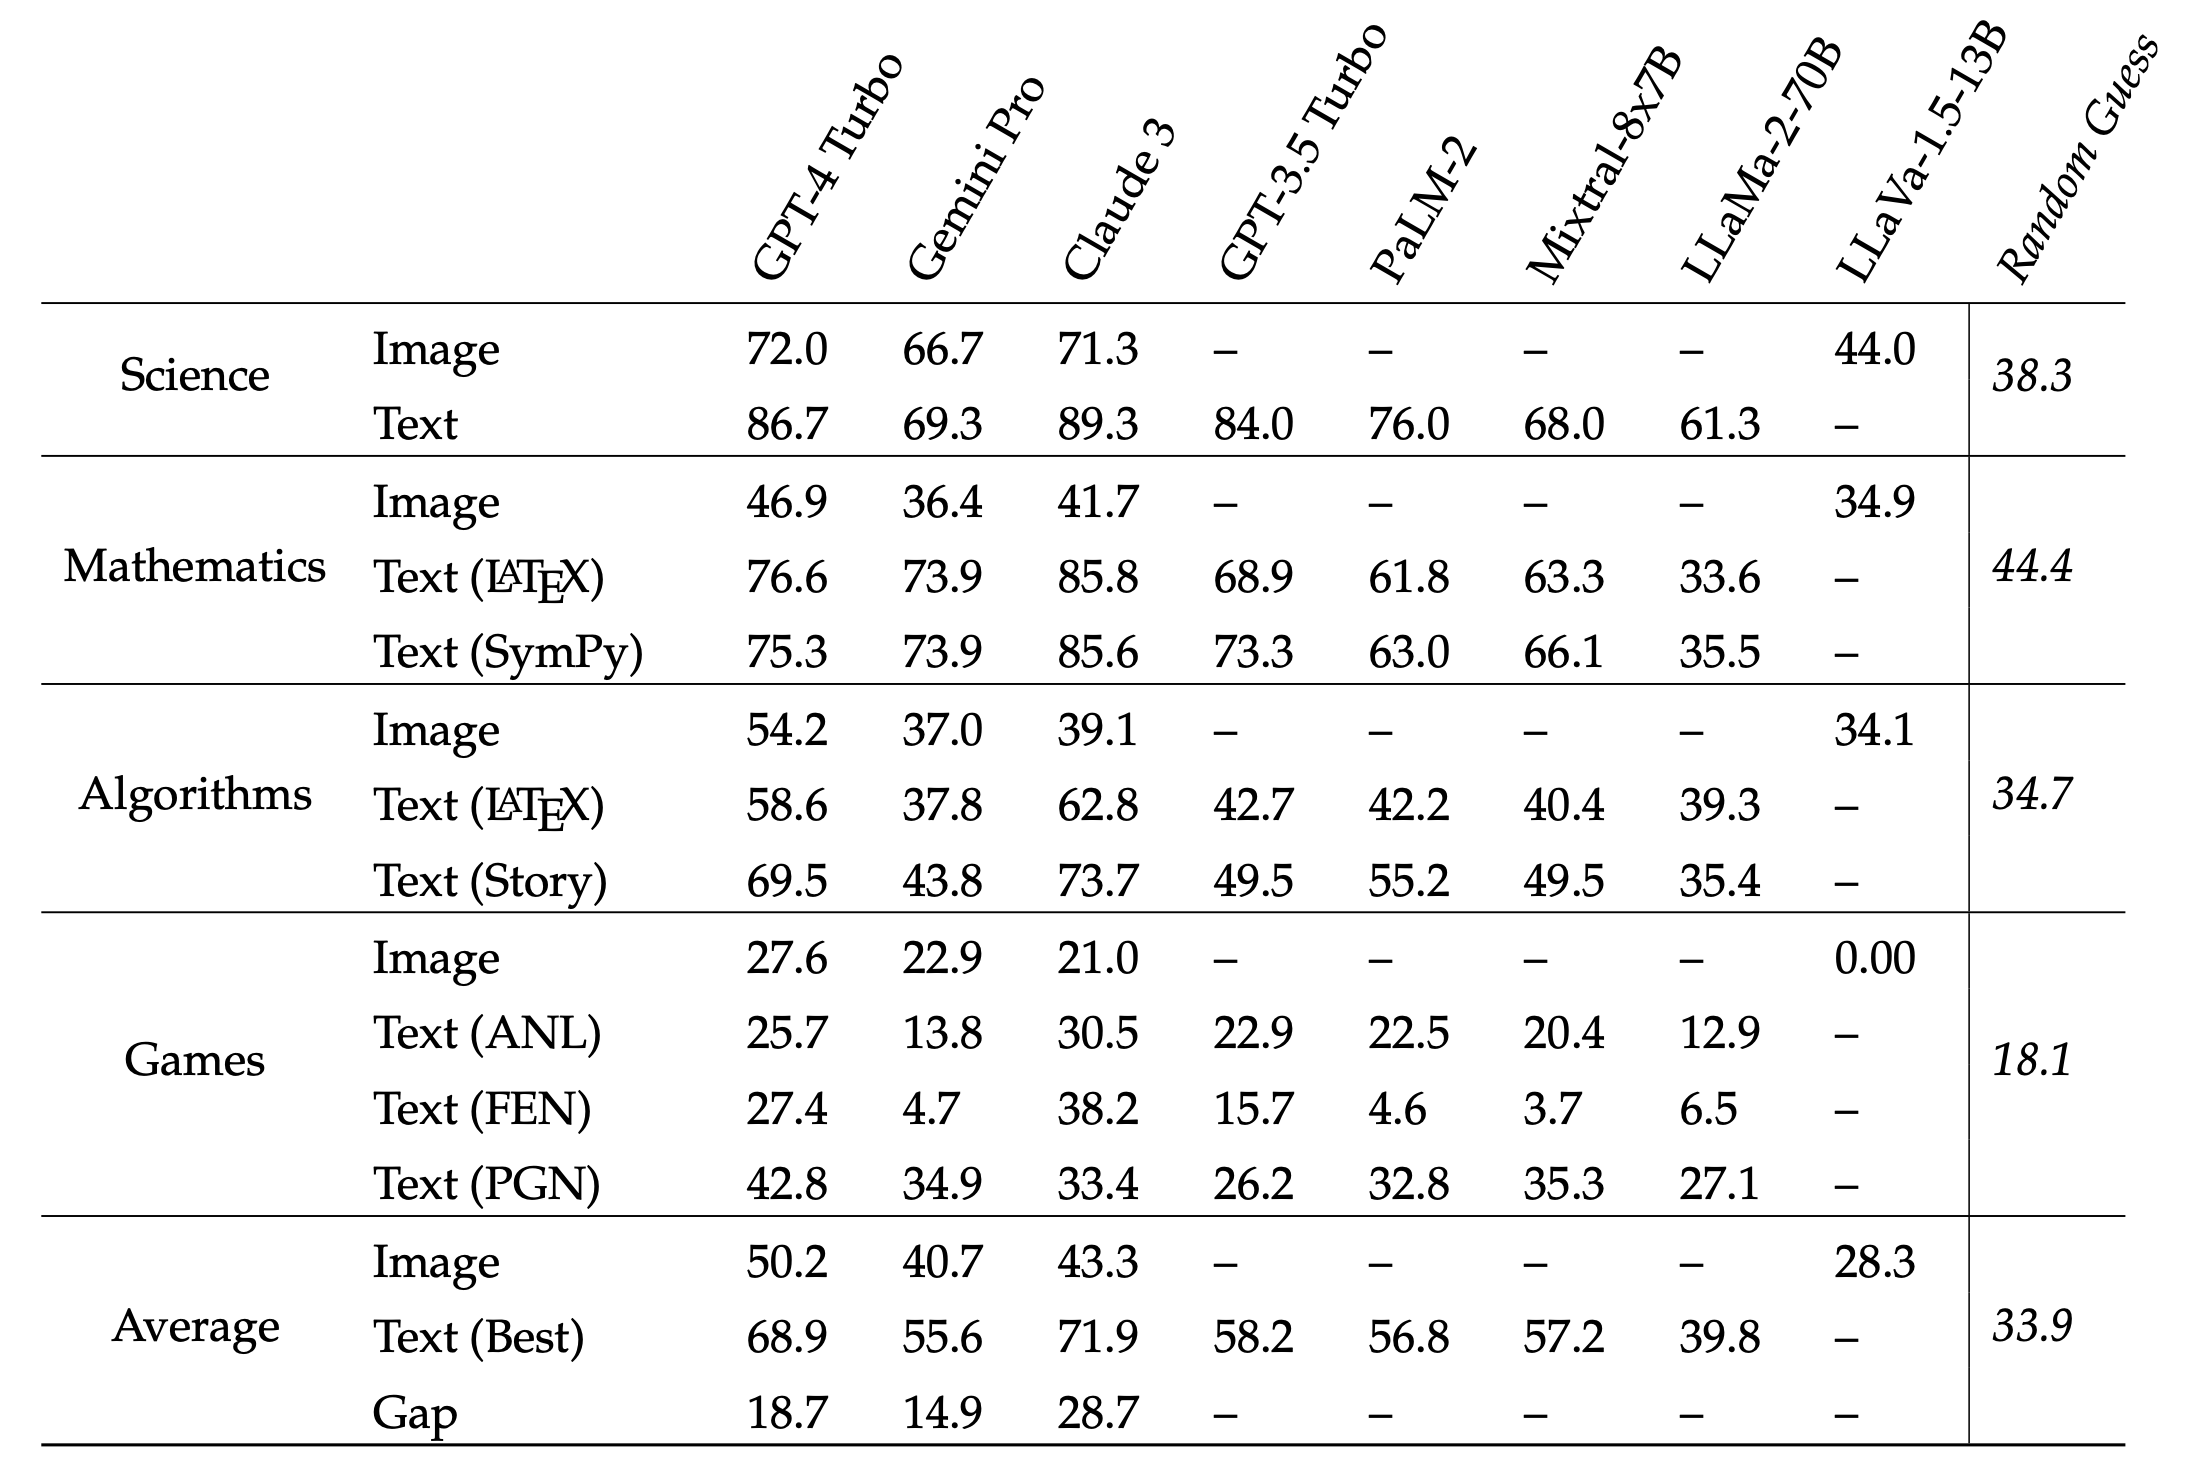 GPT-4 Turbo Gemini Pro Claude 3 GPT-3.5 Turbo PaLM-2 Mixtral-8x7B LLaMa-2-70B LLaVa-1.5-13B Random Guess
Science Image 72.0 66.7 71.3 – – – – 44.0 38.3
Text 86.7 69.3 89.3 84.0 76.0 68.0 61.3 –
Mathematics Image 46.9 36.4 41.7 – – – – 34.9 44.4
Text (LATEX) 76.6 73.9 85.8 68.9 61.8 63.3 33.6 –
Text (SymPy) 75.3 73.9 85.6 73.3 63.0 66.1 35.5 –
Algorithms Image 54.2 37.0 39.1 – – – – 34.1 34.7
Text (LATEX) 58.6 37.8 62.8 42.7 42.2 40.4 39.3 –
Text (Story) 69.5 43.8 73.7 49.5 55.2 49.5 35.4 –
Games Image 27.6 22.9 21.0 – – – – 0.00 18.1
Text (ANL) 25.7 13.8 30.5 22.9 22.5 20.4 12.9 –
Text (FEN) 27.4 4.7 38.2 15.7 4.6 3.7 6.5 –
Text (PGN) 42.8 34.9 33.4 26.2 32.8 35.3 27.1 –
Average Image 50.2 40.7 43.3 – – – – 28.3 33.9
Text (Best) 68.9 55.6 71.9 58.2 56.8 57.2 39.8 –
Gap 18.7 14.9 28.7 – – – – –